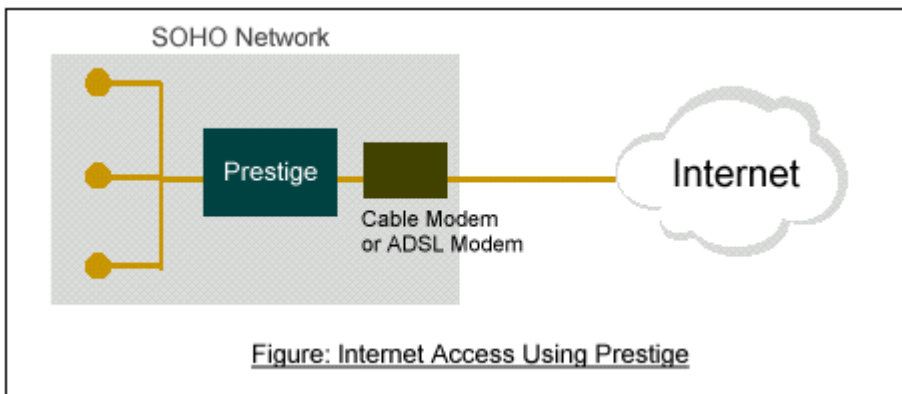 SOHO Network
Prestige
Cable Modem
or ADSL Modem
Internet
Figure: Internet Access Using Prestige